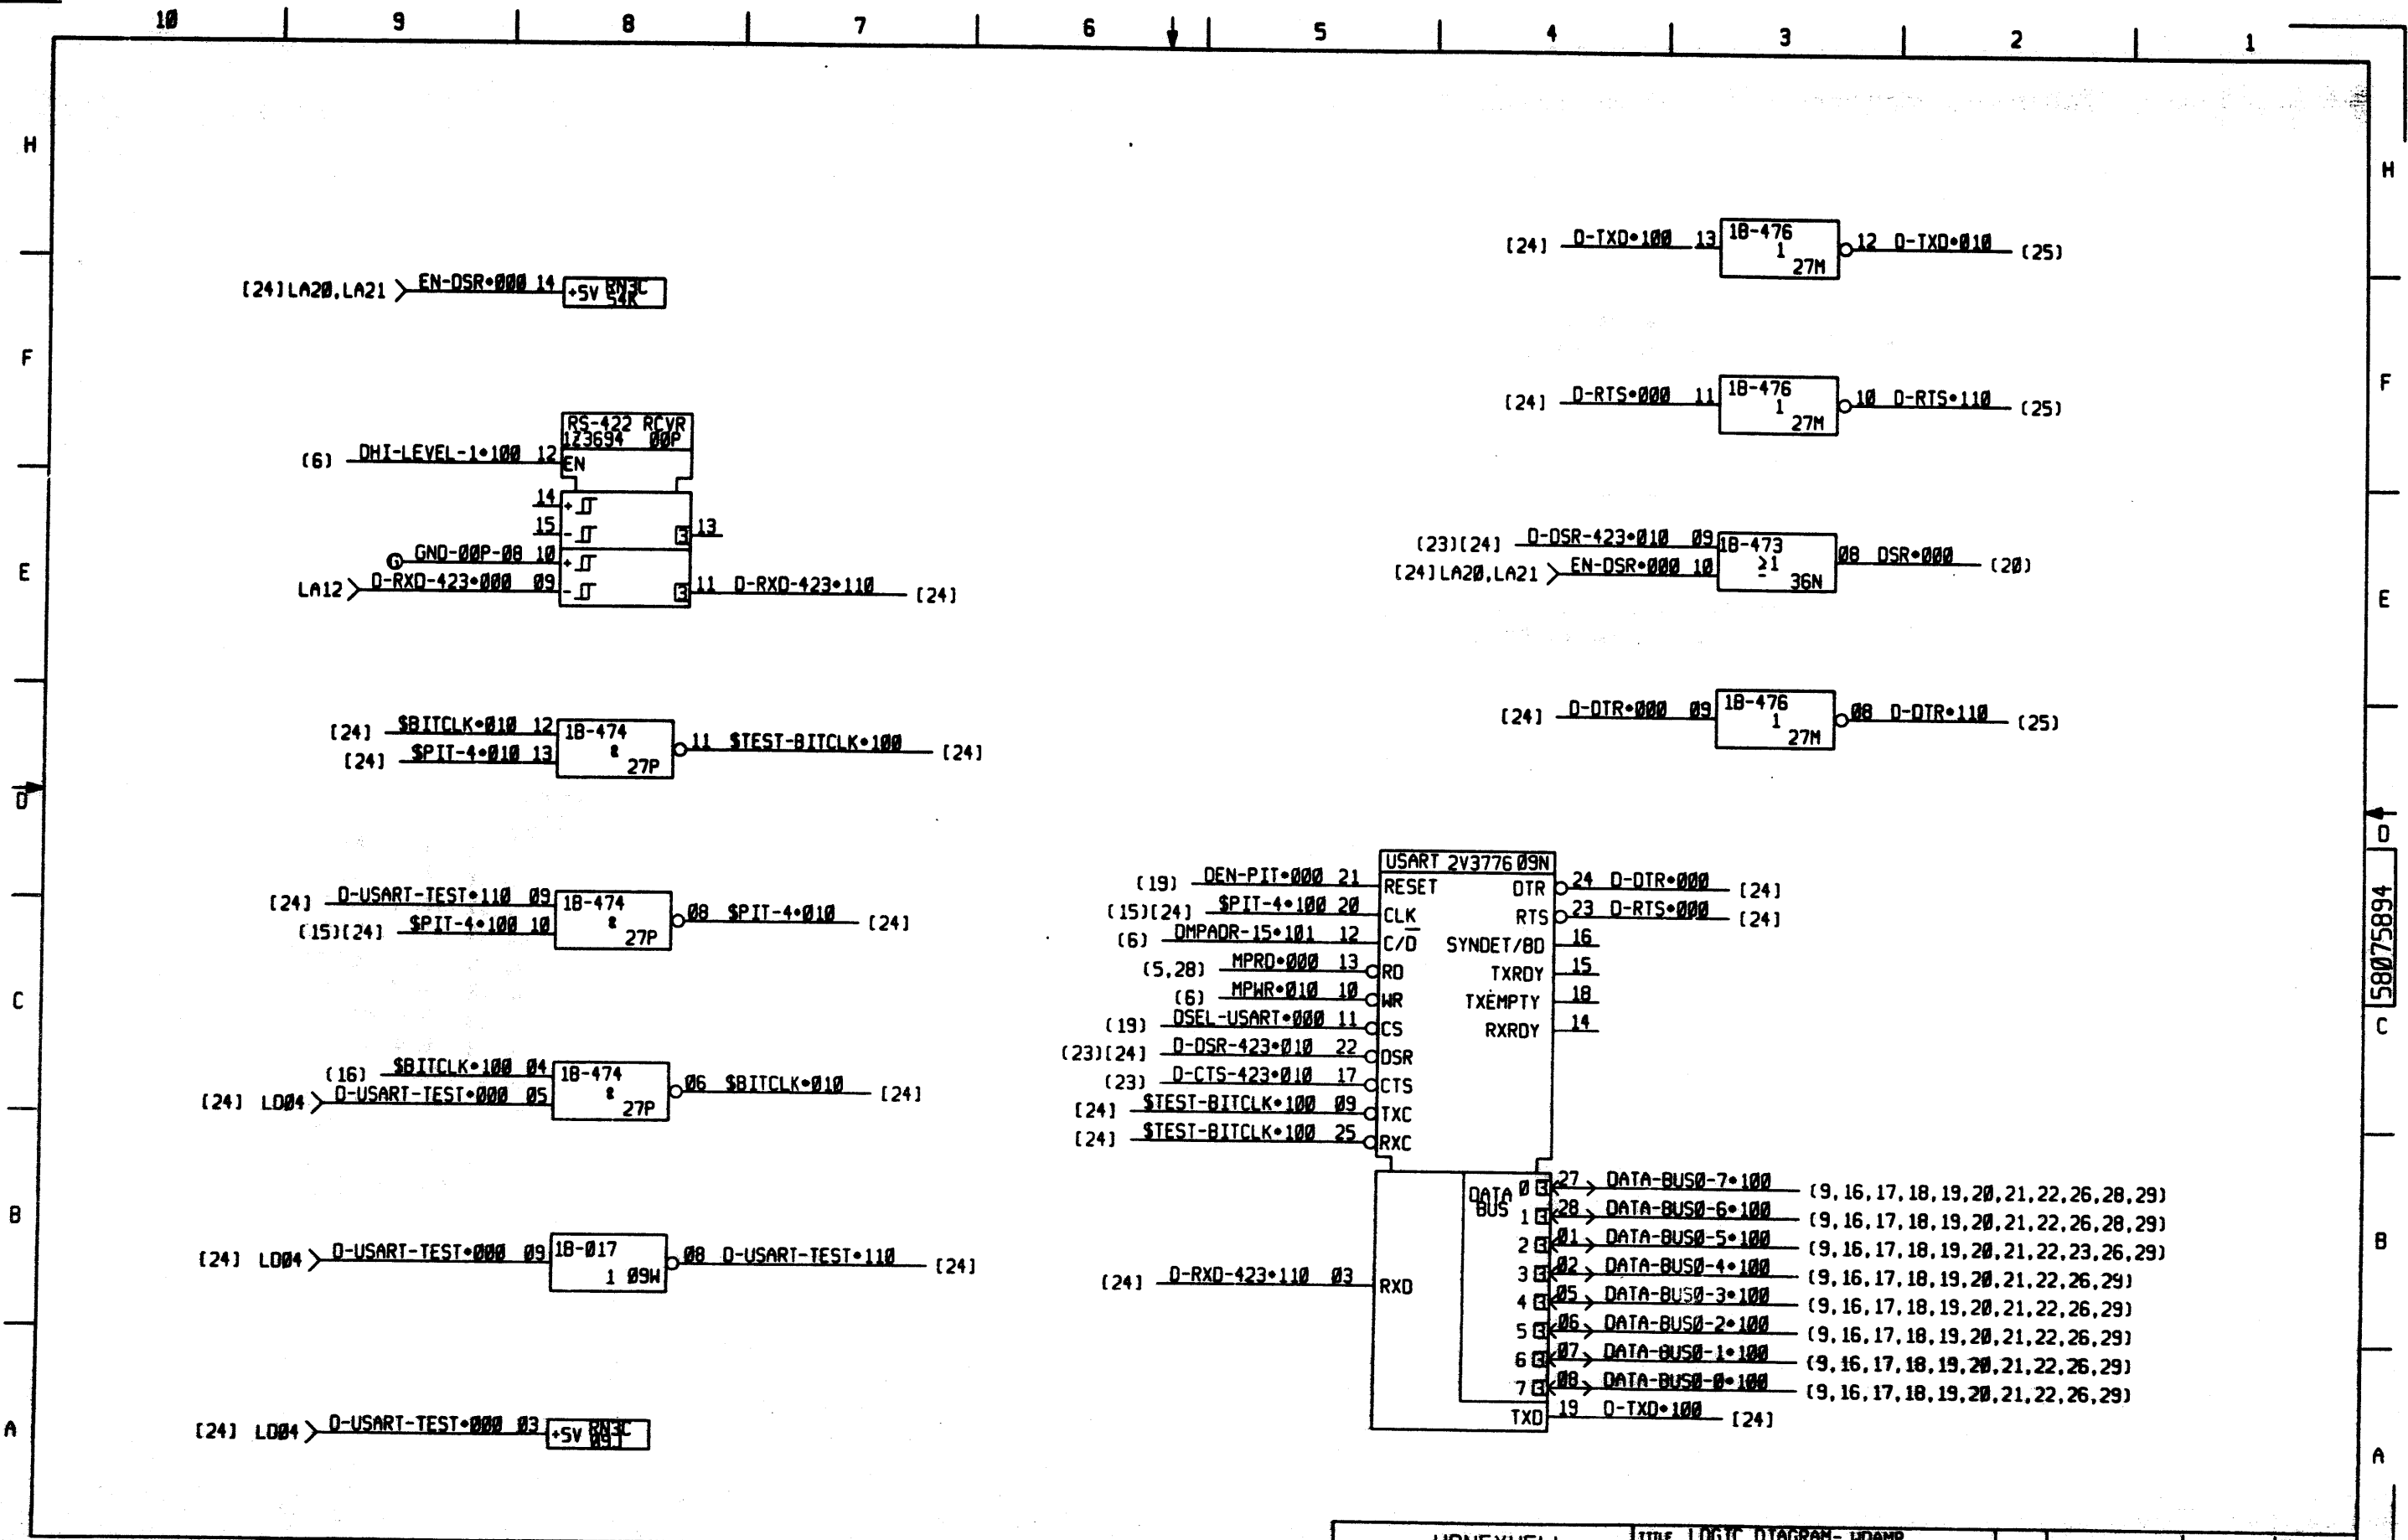 10 9 8 7 6 5 4 3 2 1
H
H
[24] D-TXD•100 13 1B-476 1 27M 12 D-TXD•010 (25)
[24]LA20,LA21 EN-DSR•000 14 +5V RN3C 54K
F
F
[24] D-RTS•000 11 1B-476 1 27M 10 D-RTS•110 (25)
RS-422 RCVR
1Z3694 00P
(6) DHI-LEVEL-1•100 12 EN
14 +
15 - 3 13
G GND-00P-08 10 +
LA12 D-RXD-423•000 09 - 3 11 D-RXD-423•110 [24]
E
E
(23)[24] D-DSR-423•010 09 1B-473
[24]LA20,LA21 EN-DSR•000 10 ≥1 36N 08 DSR•000 (20)
[24] $BITCLK•010 12 1B-474
[24] $PIT-4•010 13 & 27P 11 $TEST-BITCLK•100 [24]
[24] D-DTR•000 09 1B-476 1 27M 08 D-DTR•110 (25)
D
D
[24] D-USART-TEST•110 09 1B-474
(15)[24] $PIT-4•100 10 & 27P 08 $PIT-4•010 [24]
USART 2V3776 09N
(19) DEN-PIT•000 21 RESET DTR 24 D-DTR•000 [24]
(15)[24] $PIT-4•100 20 CLK RTS 23 D-RTS•000 [24]
(6) DMPADR-15•101 12 C/D̅ SYNDET/BD 16
(5,28) MPRD•000 13 RD TXRDY 15
(6) MPWR•010 10 WR TXEMPTY 18
(19) DSEL-USART•000 11 CS RXRDY 14
(23)[24] D-DSR-423•010 22 DSR
(23) D-CTS-423•010 17 CTS
[24] $TEST-BITCLK•100 09 TXC
[24] $TEST-BITCLK•100 25 RXC
58075894
C
C
(16) $BITCLK•100 04 1B-474
[24] LD04 D-USART-TEST•000 05 & 27P 06 $BITCLK•010 [24]
B
B
[24] LD04 D-USART-TEST•000 09 1B-017 1 09W 08 D-USART-TEST•110 [24]
DATA BUS
0 3 27 DATA-BUS0-7•100 (9,16,17,18,19,20,21,22,26,28,29)
1 3 28 DATA-BUS0-6•100 (9,16,17,18,19,20,21,22,26,28,29)
2 3 01 DATA-BUS0-5•100 (9,16,17,18,19,20,21,22,23,26,29)
3 3 02 DATA-BUS0-4•100 (9,16,17,18,19,20,21,22,26,29)
[24] D-RXD-423•110 03 RXD
4 3 05 DATA-BUS0-3•100 (9,16,17,18,19,20,21,22,26,29)
5 3 06 DATA-BUS0-2•100 (9,16,17,18,19,20,21,22,26,29)
6 3 07 DATA-BUS0-1•100 (9,16,17,18,19,20,21,22,26,29)
7 3 08 DATA-BUS0-0•100 (9,16,17,18,19,20,21,22,26,29)
TXD 19 D-TXD•100 [24]
A
A
[24] LD04 D-USART-TEST•000 03 +5V RN3C 09J
HONEYWELL
TITLE LOGIC DIAGRAM- WDAMP